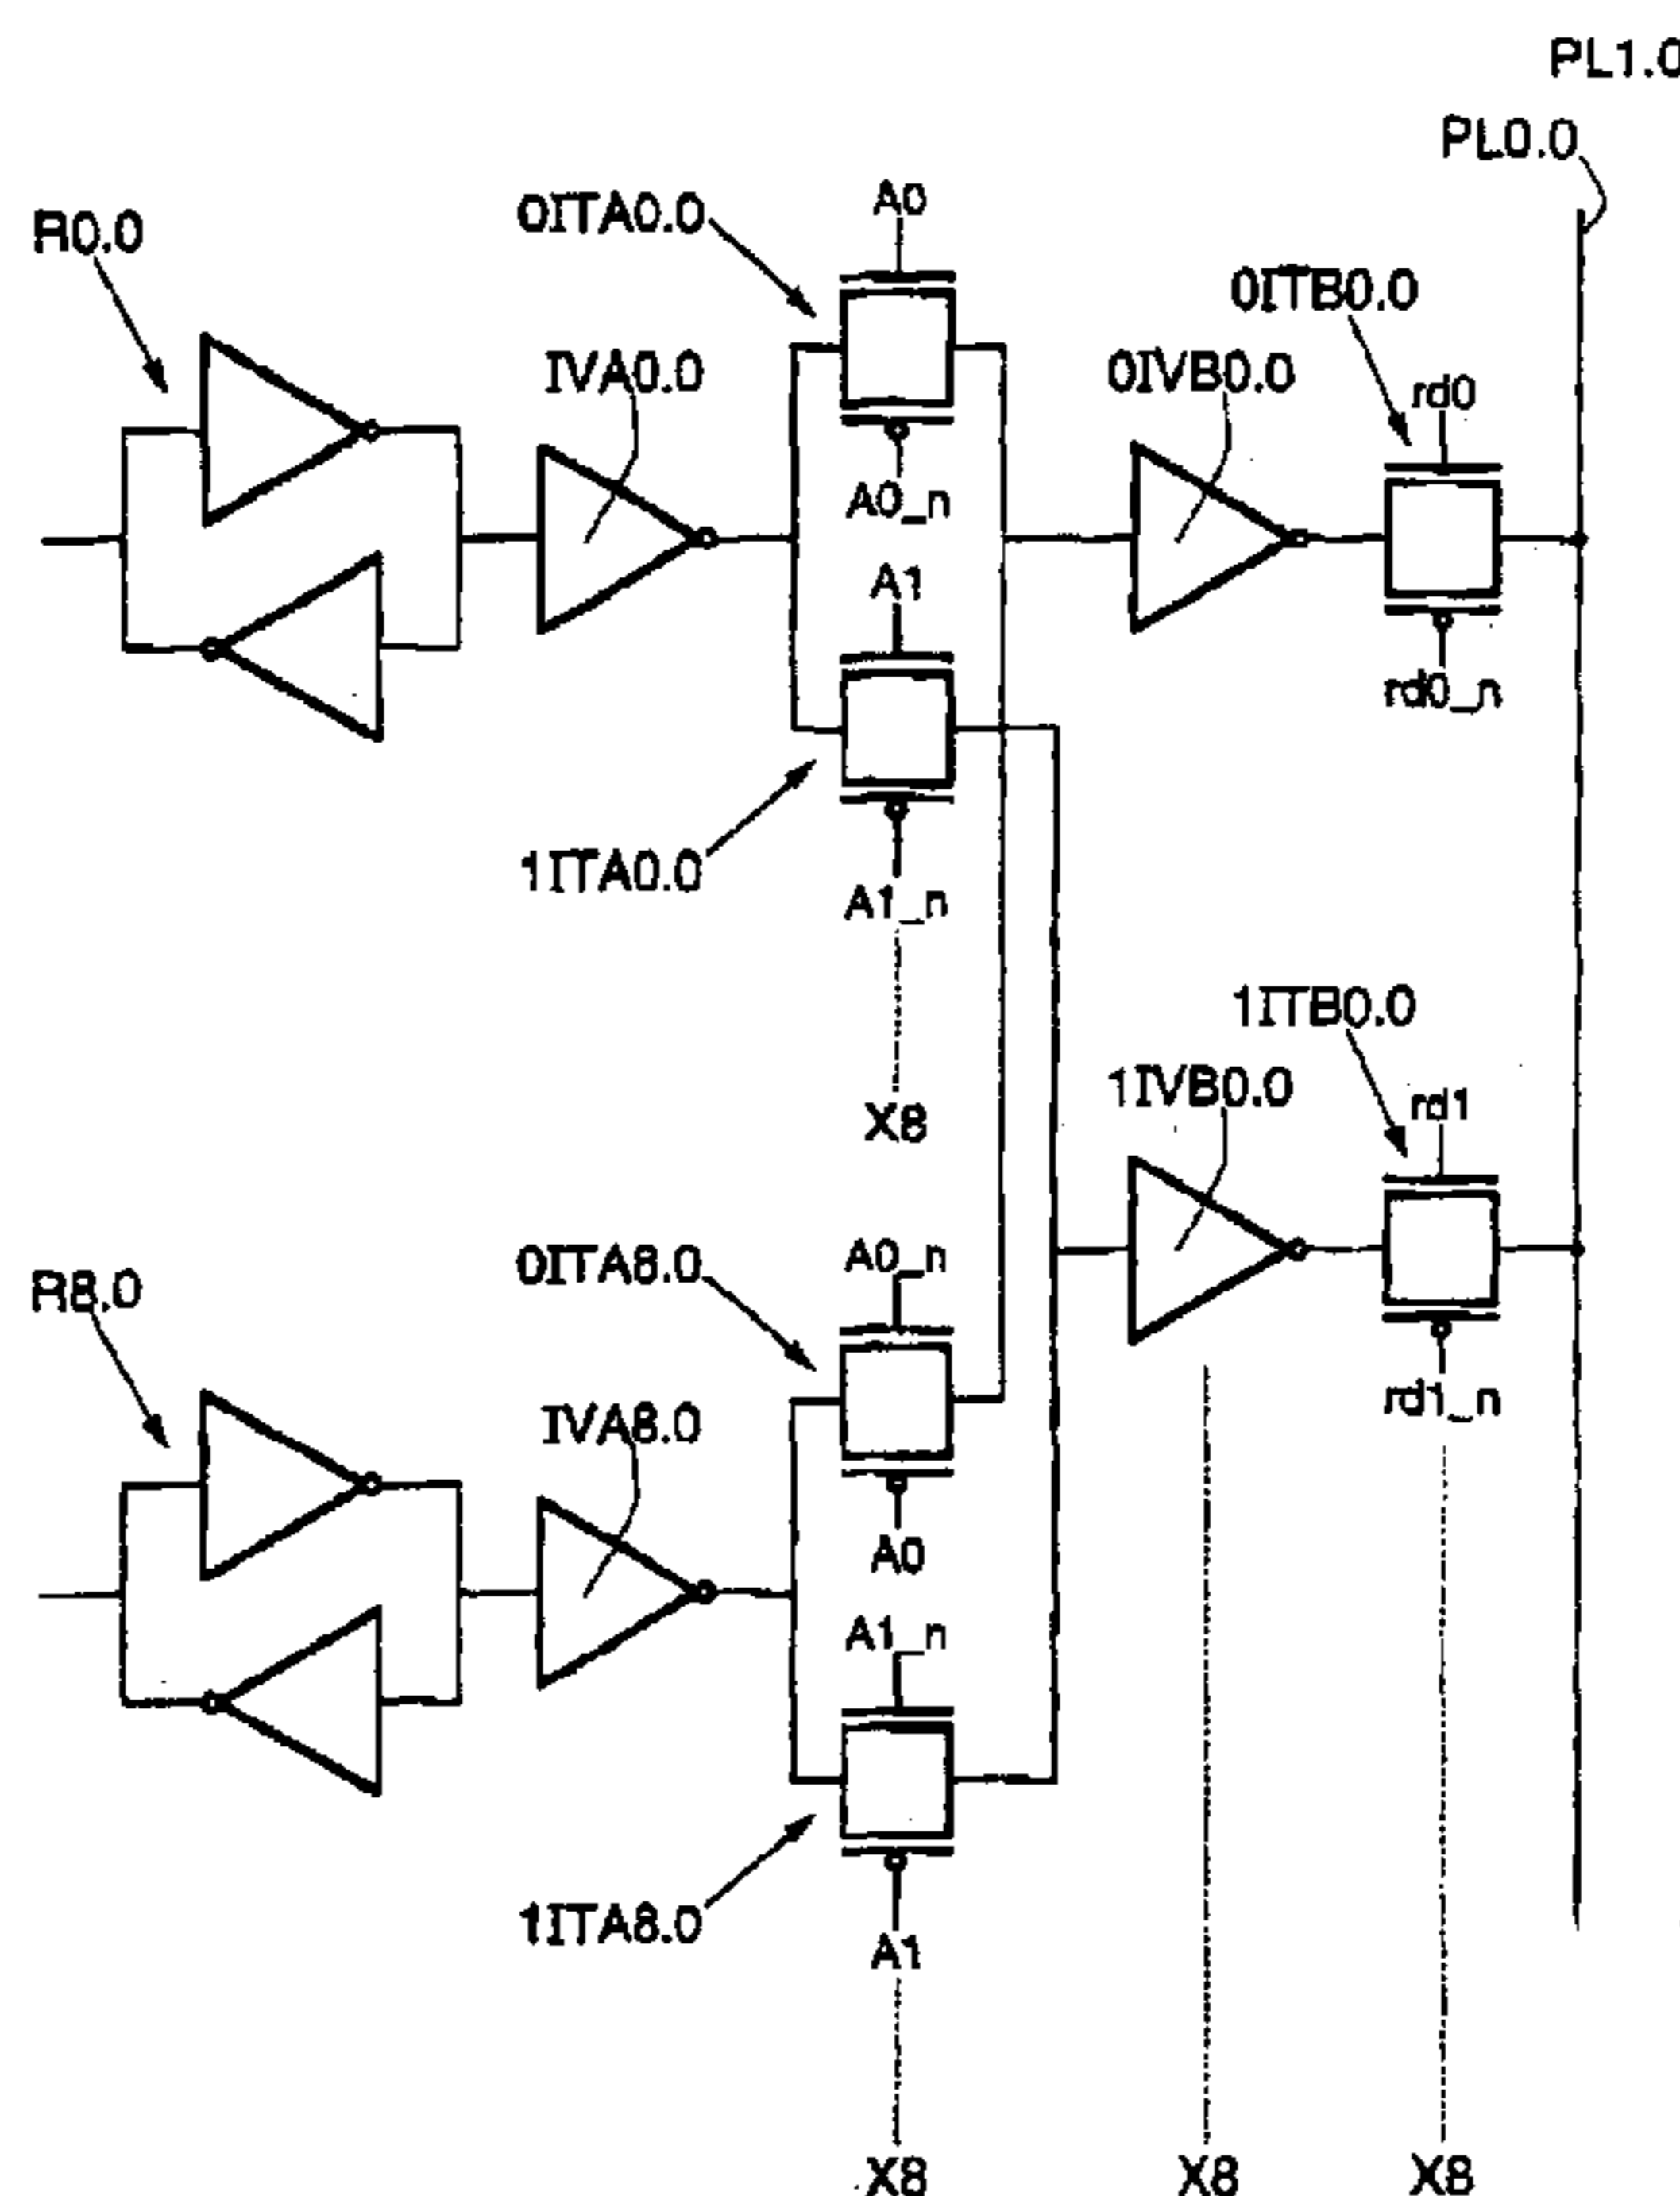 PL1.0
PL0.0
A0
0ITA0.0
R0.0
0ITB0.0
IVA0.0
0IVB0.0
rd0
A0_n
A1
rd0_n
1ITA0.0
A1_n
1ITB0.0
1IVB0.0
rd1
X8
0ITA8.0
A0_n
R8.0
rd1_n
IVA8.0
A0
A1_n
1ITA8.0
A1
X8
X8
X8